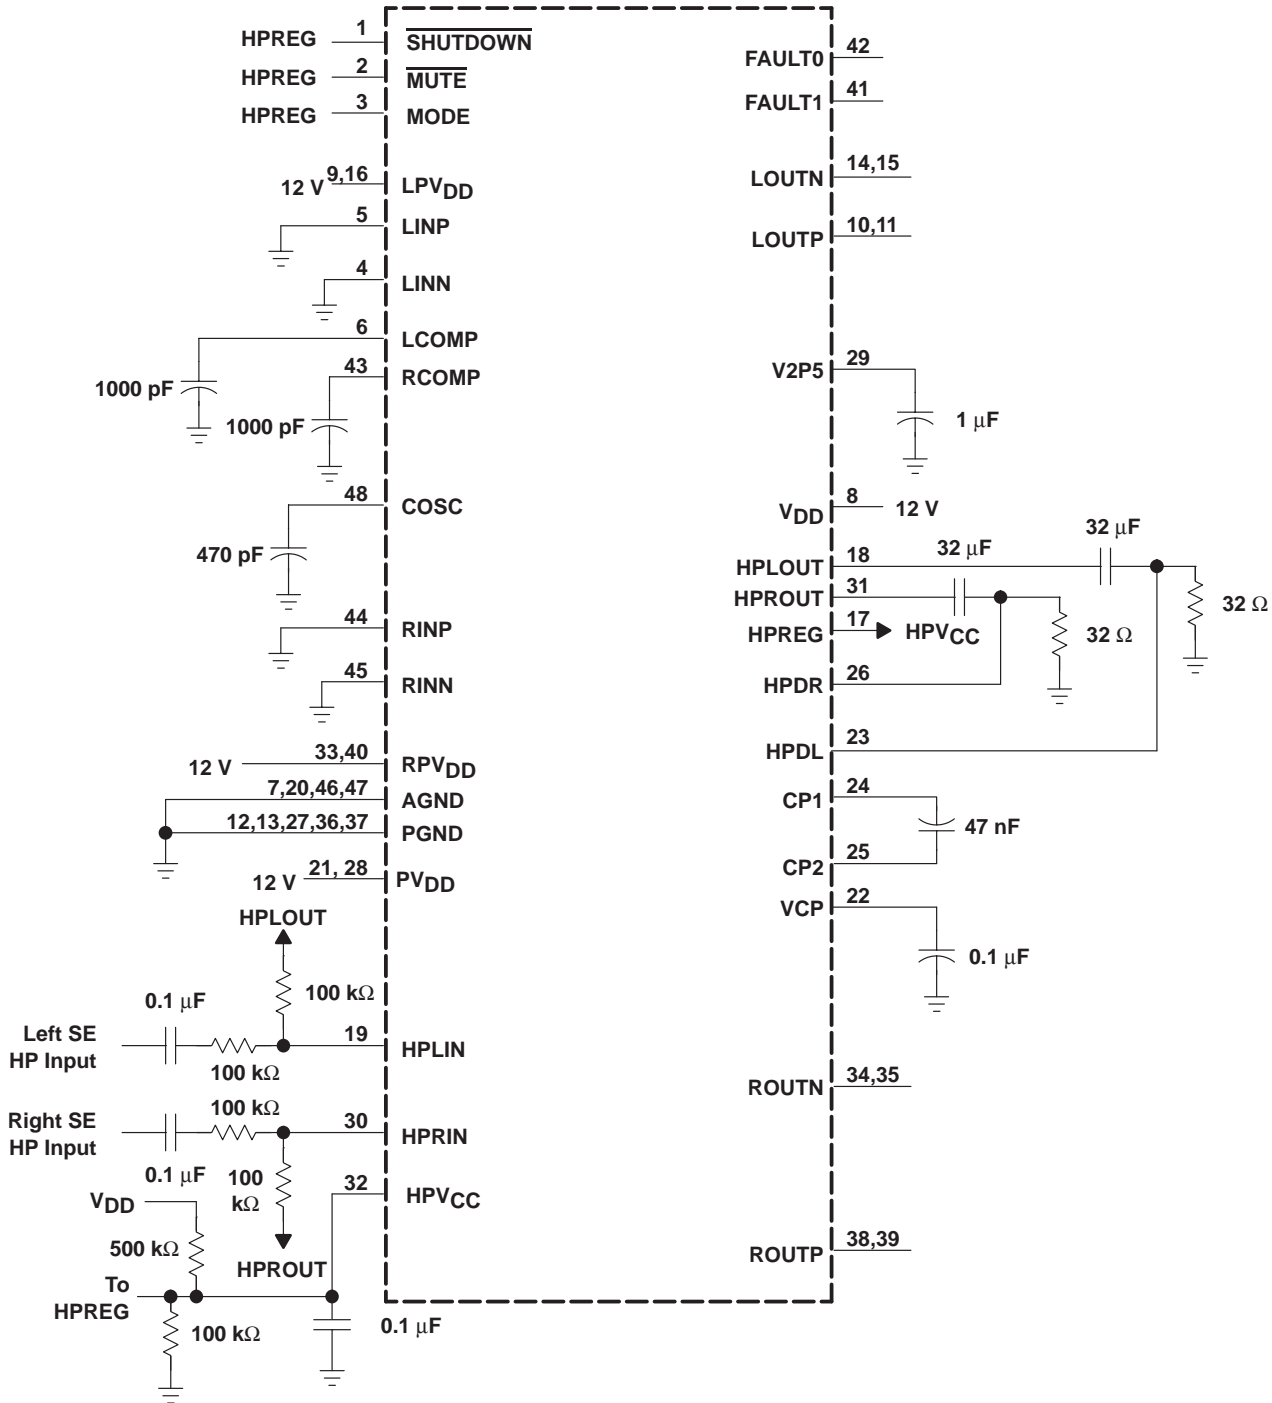 HPREG 1 SHUTDOWN
HPREG 2 MUTE
HPREG 3 MODE
12 V 9,16 LPVDD
5 LINP
4 LINN
6 LCOMP
1000 pF
43 RCOMP
1000 pF
48 COSC
470 pF
44 RINP
45 RINN
12 V 33,40 RPVDD
7,20,46,47 AGND
12,13,27,36,37 PGND
12 V 21, 28 PVDD
HPLOUT
100 kΩ
0.1 μF
Left SE
HP Input
100 kΩ
19 HPLIN
Right SE
HP Input
100 kΩ
30 HPRIN
0.1 μF
100
kΩ
HPROUT
32 HPVCC
VDD
500 kΩ
To
HPREG
100 kΩ
0.1 μF
FAULT0 42
FAULT1 41
LOUTN 14,15
LOUTP 10,11
V2P5 29
1 μF
VDD 8 12 V
HPLOUT 18
32 μF
32 Ω
HPROUT 31
32 μF
32 Ω
HPREG 17 HPVCC
HPDR 26
HPDL 23
CP1 24
47 nF
CP2 25
VCP 22
0.1 μF
ROUTN 34,35
ROUTP 38,39